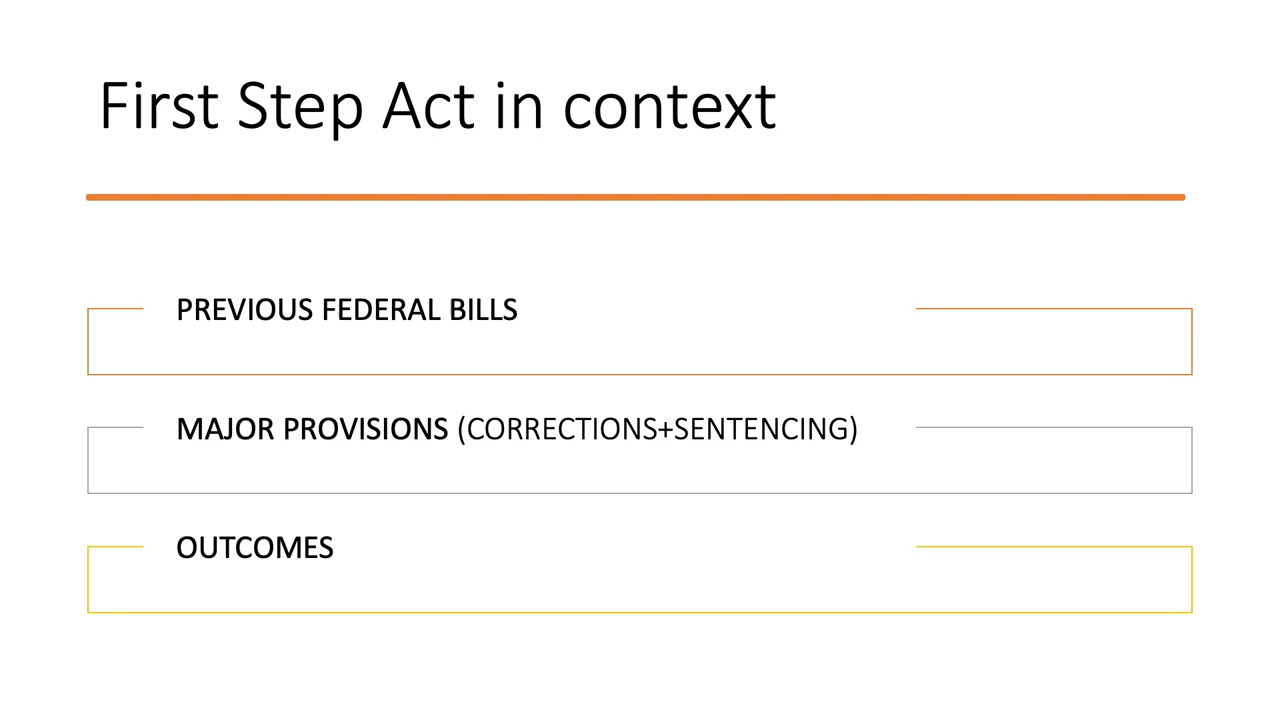 First Step Act in context
PREVIOUS FEDERAL BILLS
MAJOR PROVISIONS (CORRECTIONS+SENTENCING)
OUTCOMES